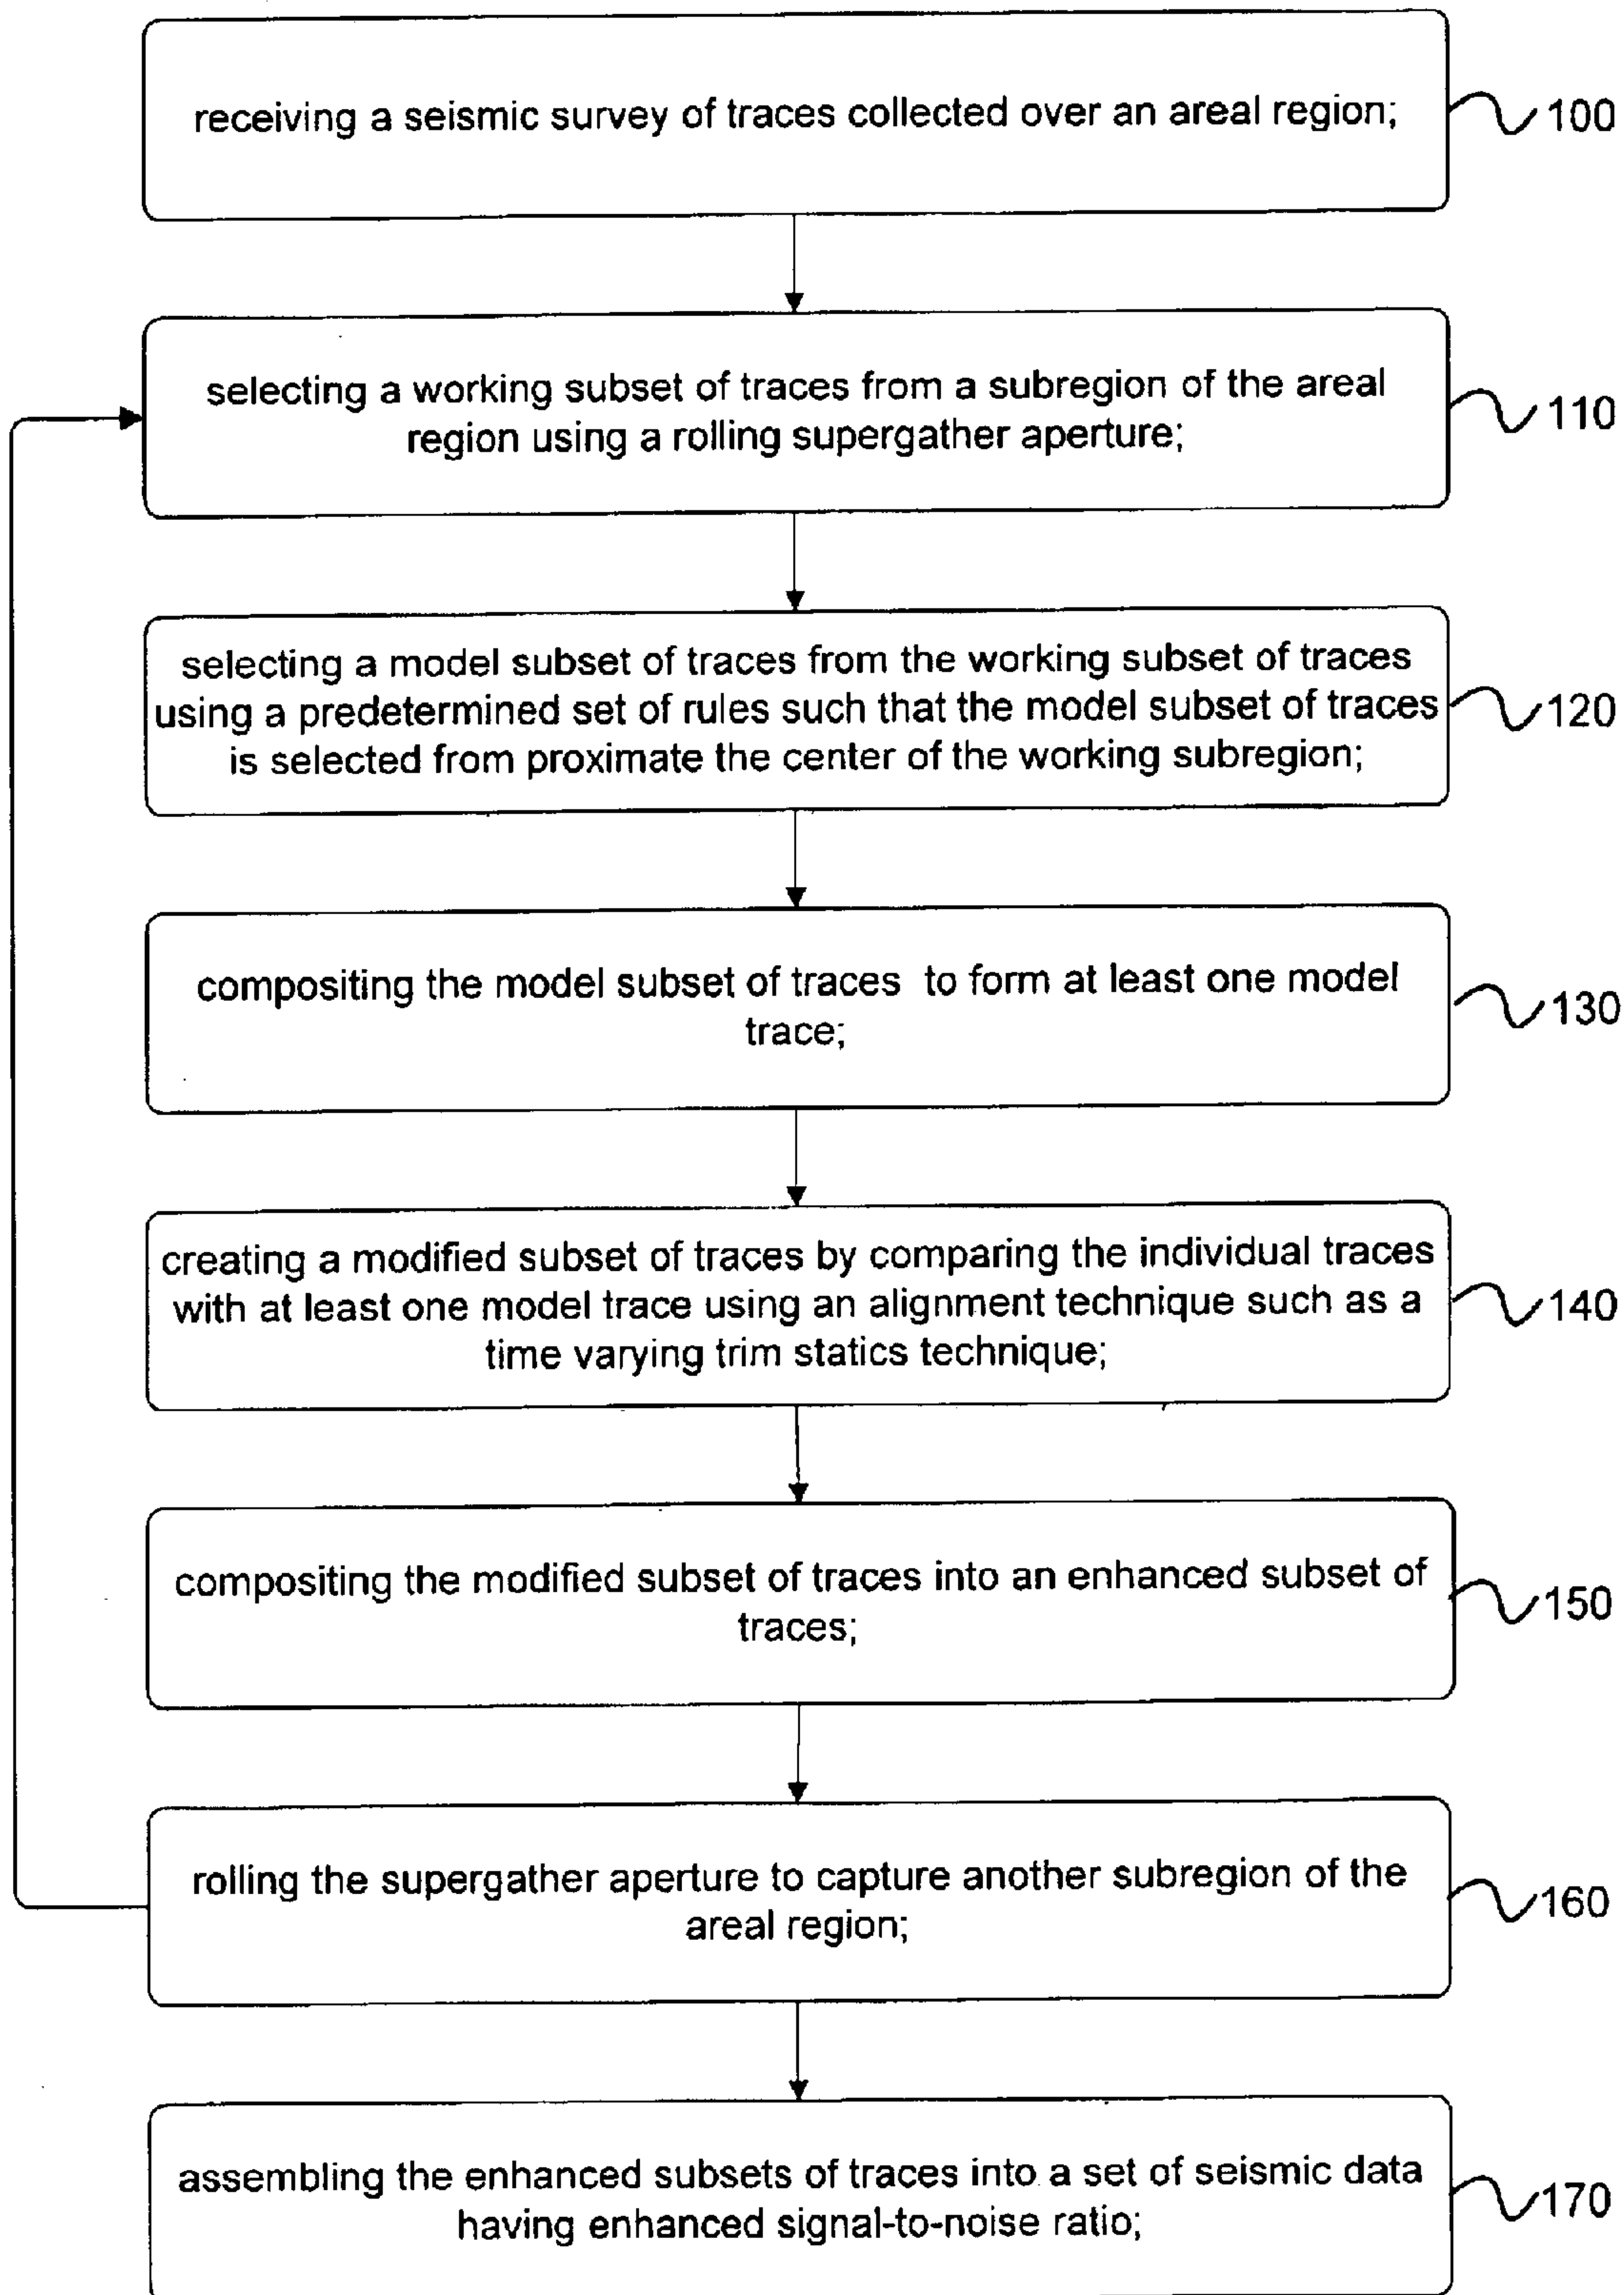 receiving a seismic survey of traces collected over an areal region;
100
selecting a working subset of traces from a subregion of the areal
region using a rolling supergather aperture;
110
selecting a model subset of traces from the working subset of traces
using a predetermined set of rules such that the model subset of traces
is selected from proximate the center of the working subregion;
120
compositing the model subset of traces to form at least one model
trace;
130
creating a modified subset of traces by comparing the individual traces
with at least one model trace using an alignment technique such as a
time varying trim statics technique;
140
compositing the modified subset of traces into an enhanced subset of
traces;
150
rolling the supergather aperture to capture another subregion of the
areal region;
160
assembling the enhanced subsets of traces into a set of seismic data
having enhanced signal-to-noise ratio;
170